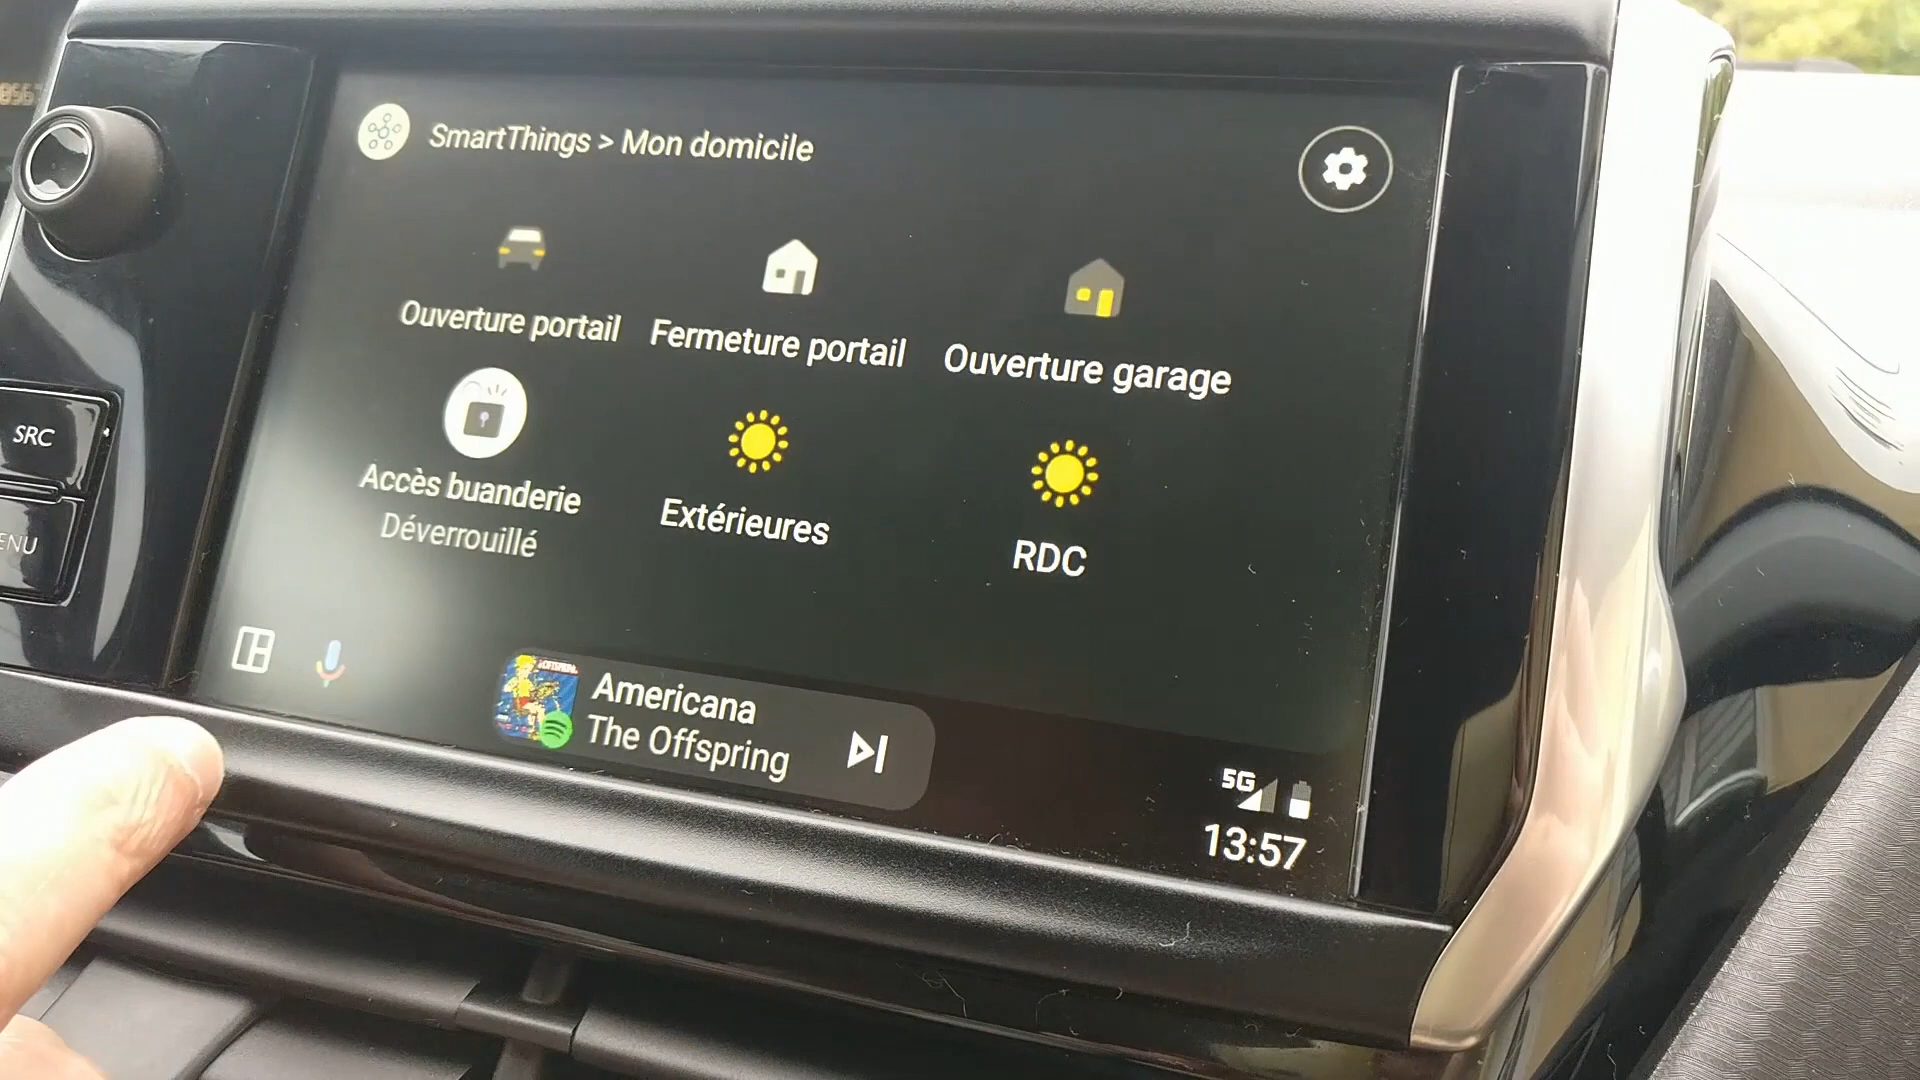 SmartThings > Mon domicile
Ouverture portail
Fermeture portail
Ouverture garage
SRC
Accès buanderie
Déverrouillé
Extérieures
RDC
ENU
Americana
The Offspring
5G
13:57